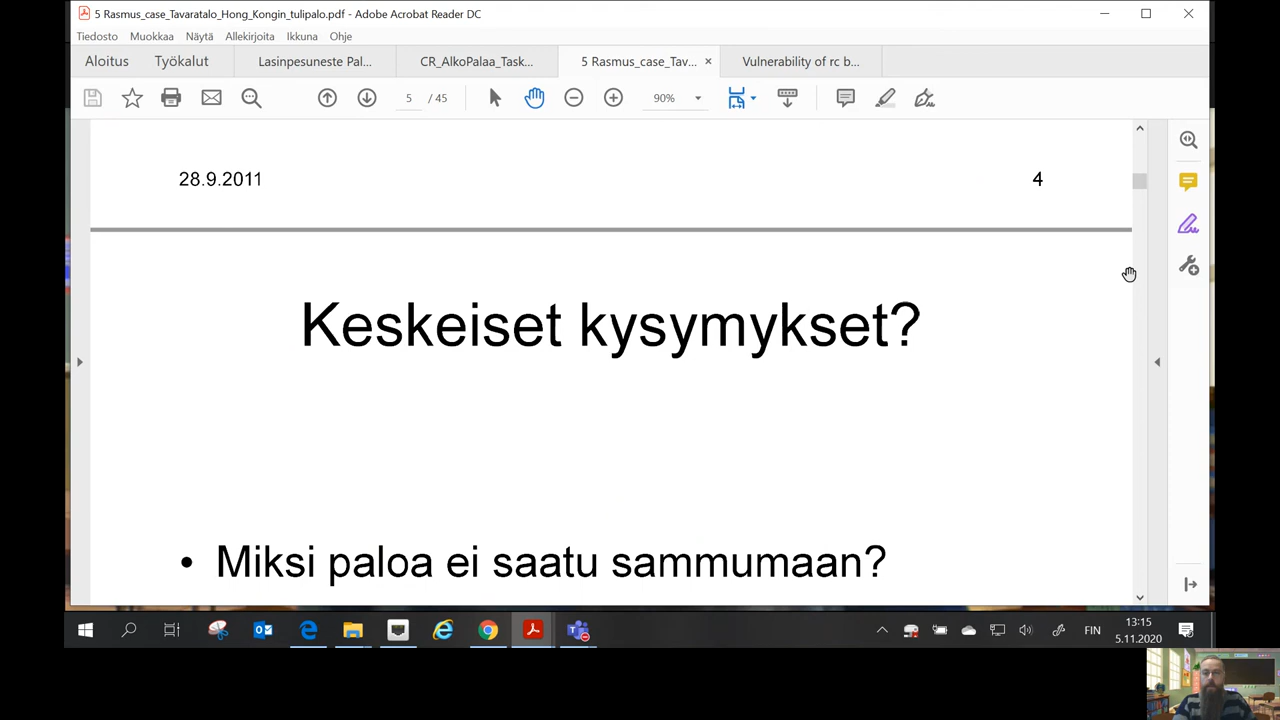 5 Rasmus_case_Tavaratalo_Hong_Kongin_tulipalo.pdf - Adobe Acrobat Reader DC
Tiedosto Muokkaa Näytä Allekirjoita Ikkuna Ohje
Aloitus Työkalut Lasinpesuneste Pal... CR_AlkoPalaa_Task... 5 Rasmus_case_Tav... × Vulnerability of rc b...
5 / 45 90%
28.9.2011 4
Keskeiset kysymykset?
• Miksi paloa ei saatu sammumaan?
FIN 13:15
5.11.2020